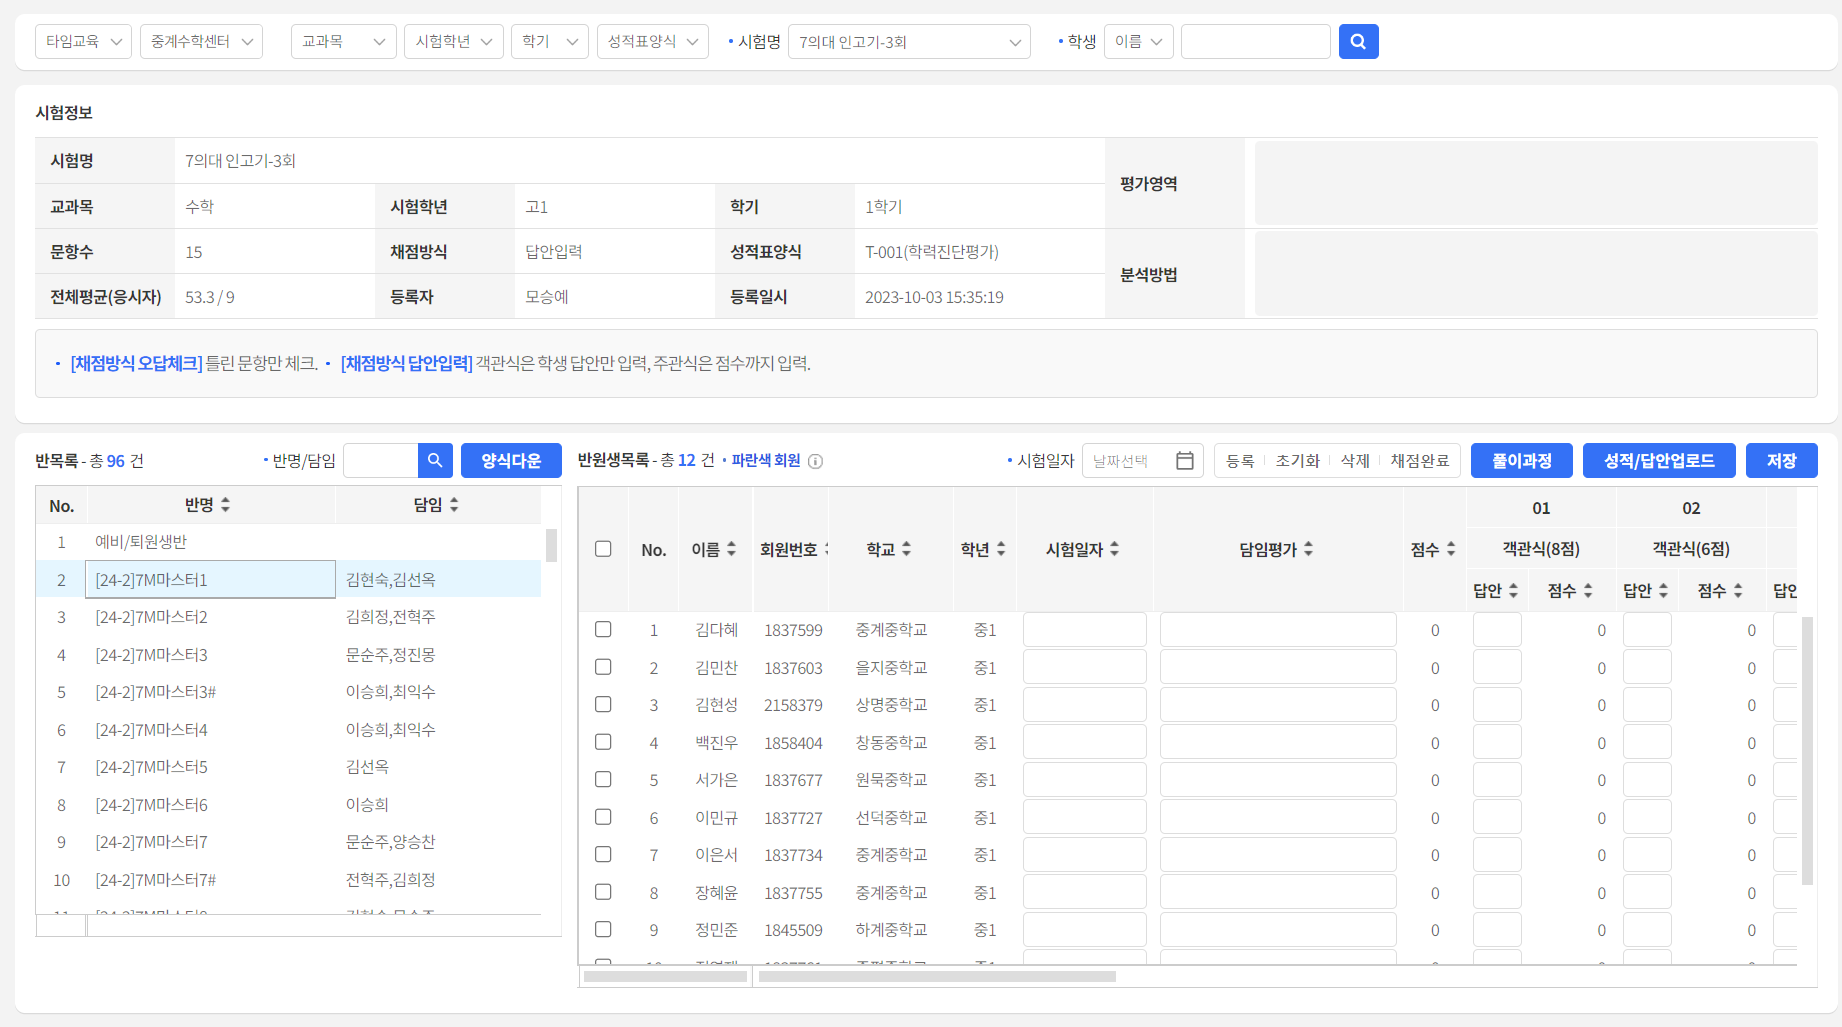 타임교육 중계수학센터 교과목 시험학년 학기 성적표양식 • 시험명 7의대 인고기-3회 • 학생 이름
시험정보
시험명 7의대 인고기-3회 평가영역
교과목 수학 시험학년 고1 학기 1학기
문항수 15 채점방식 답안입력 성적표양식 T-001(학력진단평가) 분석방법
전체평균(응시자) 53.3 / 9 등록자 모승예 등록일시 2023-10-03 15:35:19
• [채점방식 오답체크] 틀린 문항만 체크. • [채점방식 답안입력] 객관식은 학생 답안만 입력, 주관식은 점수까지 입력.
반목록 - 총 96 건 • 반명/담임 양식다운
No. 반명 담임
1 예비/퇴원생반
2 [24-2]7M마스터1 김현숙,김선옥
3 [24-2]7M마스터2 김희정,전혁주
4 [24-2]7M마스터3 문순주,정진몽
5 [24-2]7M마스터3# 이승희,최익수
6 [24-2]7M마스터4 이승희,최익수
7 [24-2]7M마스터5 김선옥
8 [24-2]7M마스터6 이승희
9 [24-2]7M마스터7 문순주,양승찬
10 [24-2]7M마스터7# 전혁주,김희정
반원생목록 - 총 12 건 • 파란색 회원 • 시험일자 날짜선택 등록 초기화 삭제 채점완료 풀이과정 성적/답안업로드 저장
01 02
No. 이름 회원번호 학교 학년 시험일자 담임평가 점수 객관식(8점) 객관식(6점)
답안 점수 답안 점수
1 김다혜 1837599 중계중학교 중1 0 0 0
2 김민찬 1837603 을지중학교 중1 0 0 0
3 김현성 2158379 상명중학교 중1 0 0 0
4 백진우 1858404 창동중학교 중1 0 0 0
5 서가은 1837677 원묵중학교 중1 0 0 0
6 이민규 1837727 선덕중학교 중1 0 0 0
7 이은서 1837734 중계중학교 중1 0 0 0
8 장혜윤 1837755 중계중학교 중1 0 0 0
9 정민준 1845509 하계중학교 중1 0 0 0